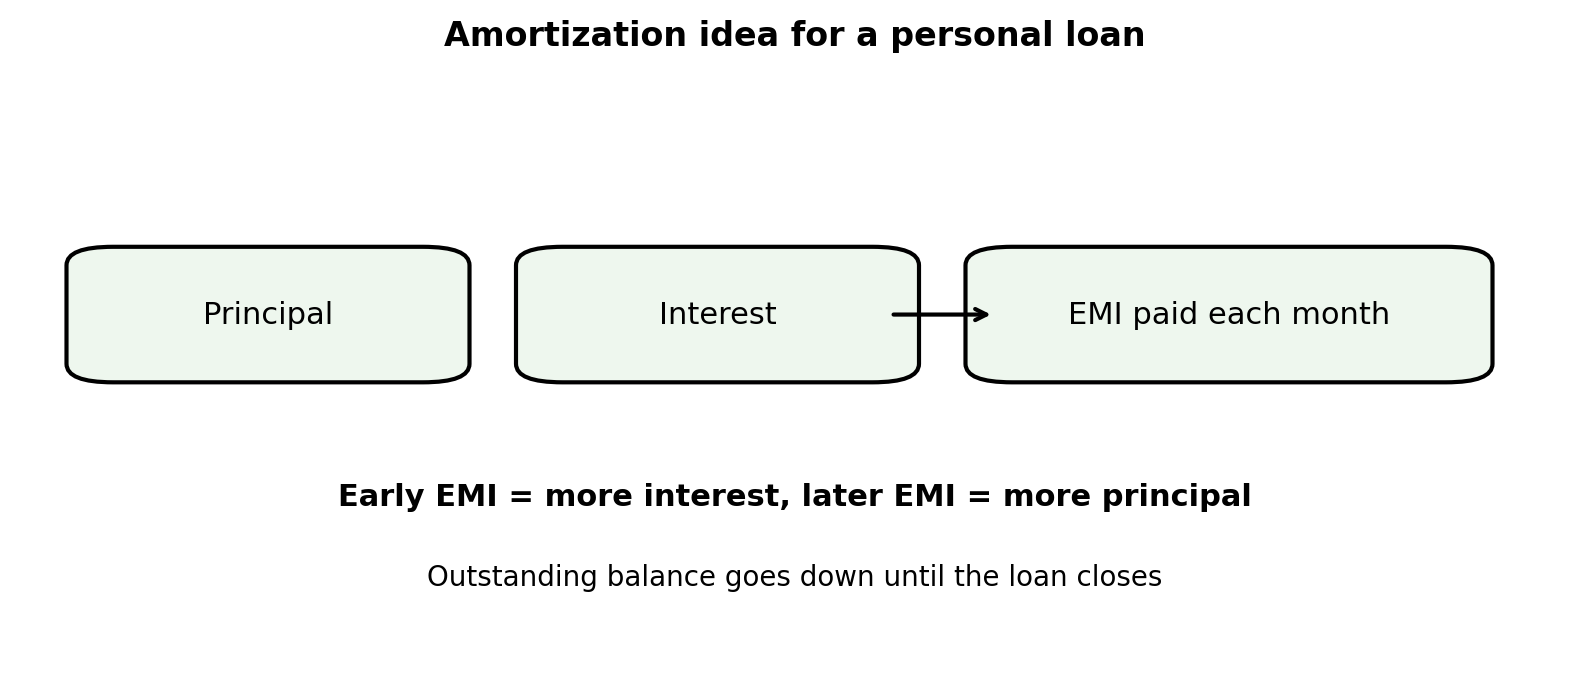 Amortization idea for a personal loan
Principal
Interest
EMI paid each month
Early EMI = more interest, later EMI = more principal
Outstanding balance goes down until the loan closes